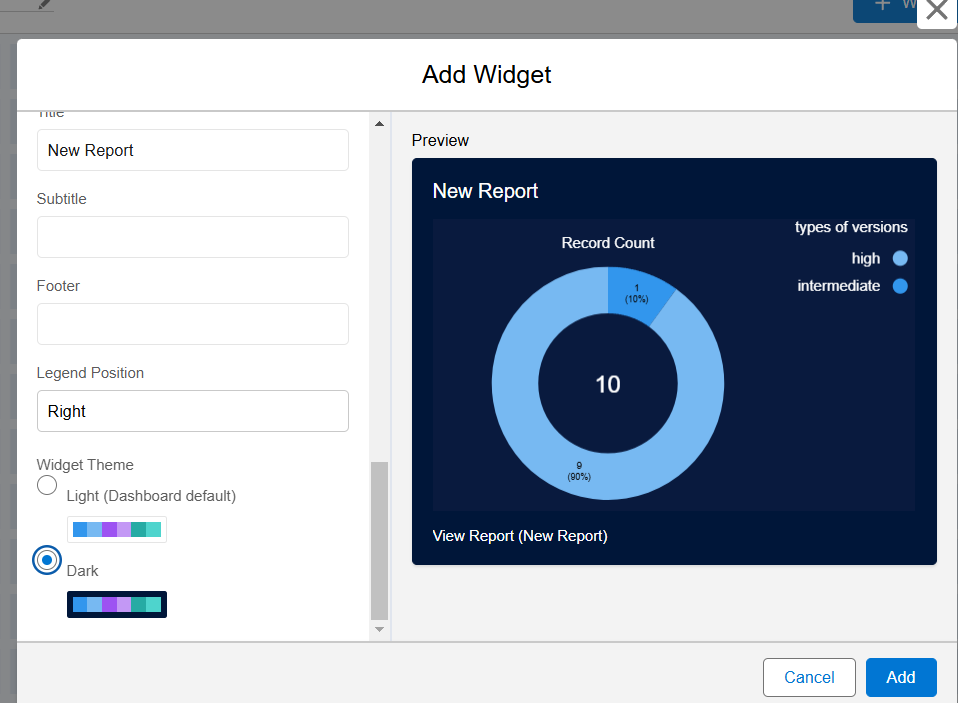 Add Widget
Title
New Report
Subtitle
Footer
Legend Position
Right
Widget Theme
Light (Dashboard default)
Dark
Preview
New Report
Record Count
types of versions
high
intermediate
1
(10%)
10
9
(90%)
View Report (New Report)
Cancel
Add